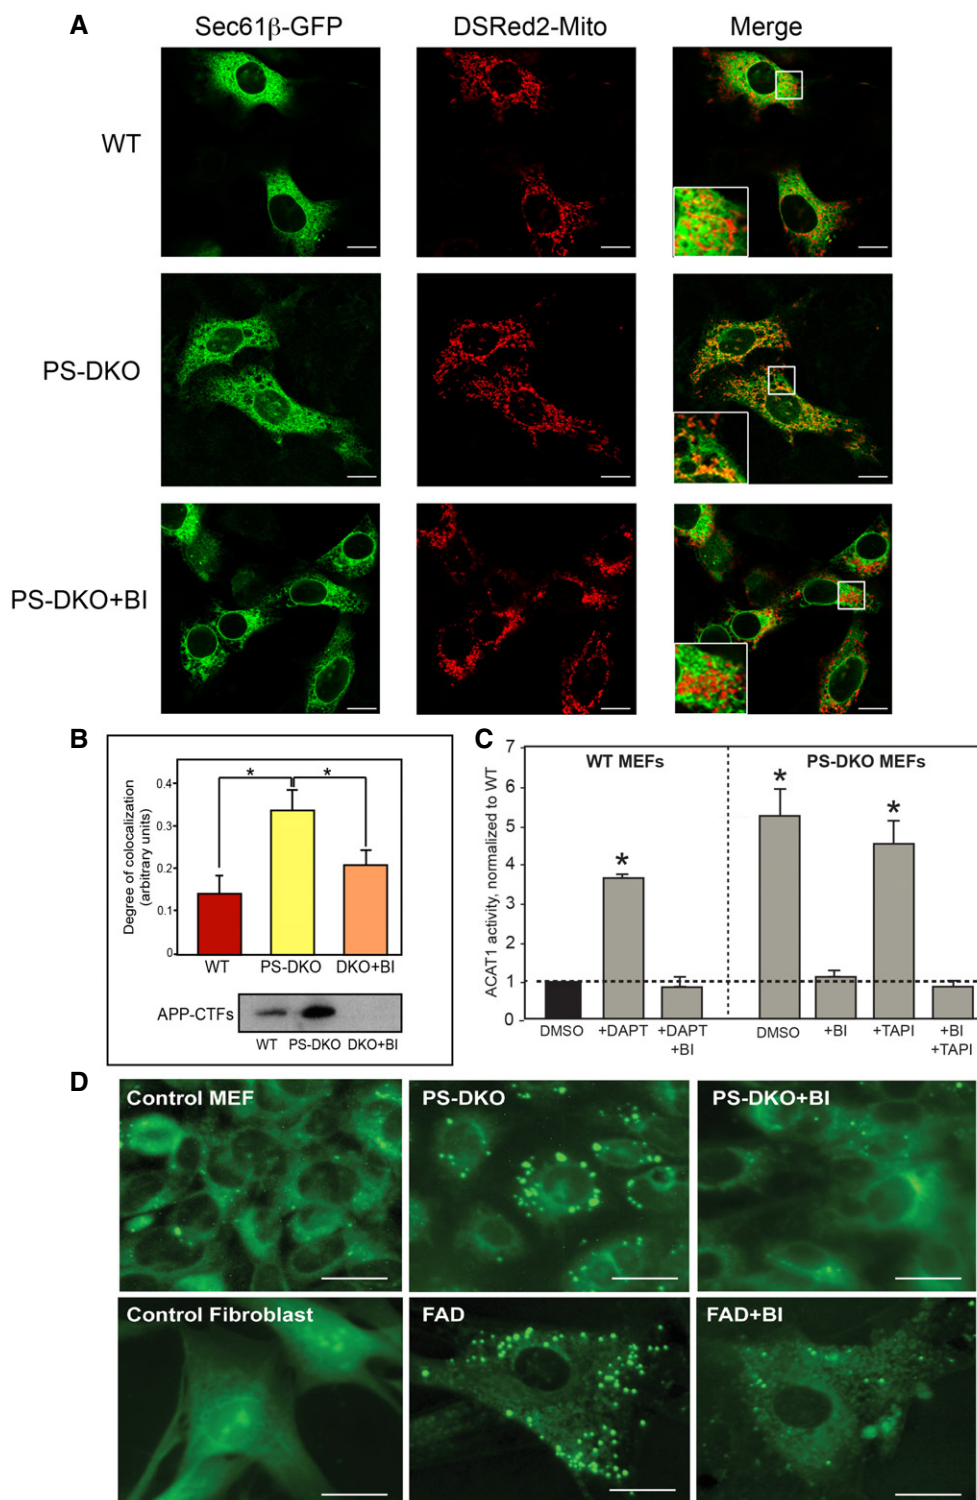 A
Sec61β-GFP DSRed2-Mito Merge
WT
PS-DKO
PS-DKO+BI
B
Degree of colocalization
(arbitrary units)
0.4
0.3
0.2
0.1
0
* *
WT PS-DKO DKO+BI
APP-CTFs
WT PS-DKO DKO+BI
C
ACAT1 activity, normalized to WT
7
6
5
4
3
2
1
0
WT MEFs PS-DKO MEFs
* * *
DMSO +DAPT +DAPT +BI DMSO +BI +TAPI +BI +TAPI
D
Control MEF PS-DKO PS-DKO+BI
Control Fibroblast FAD FAD+BI